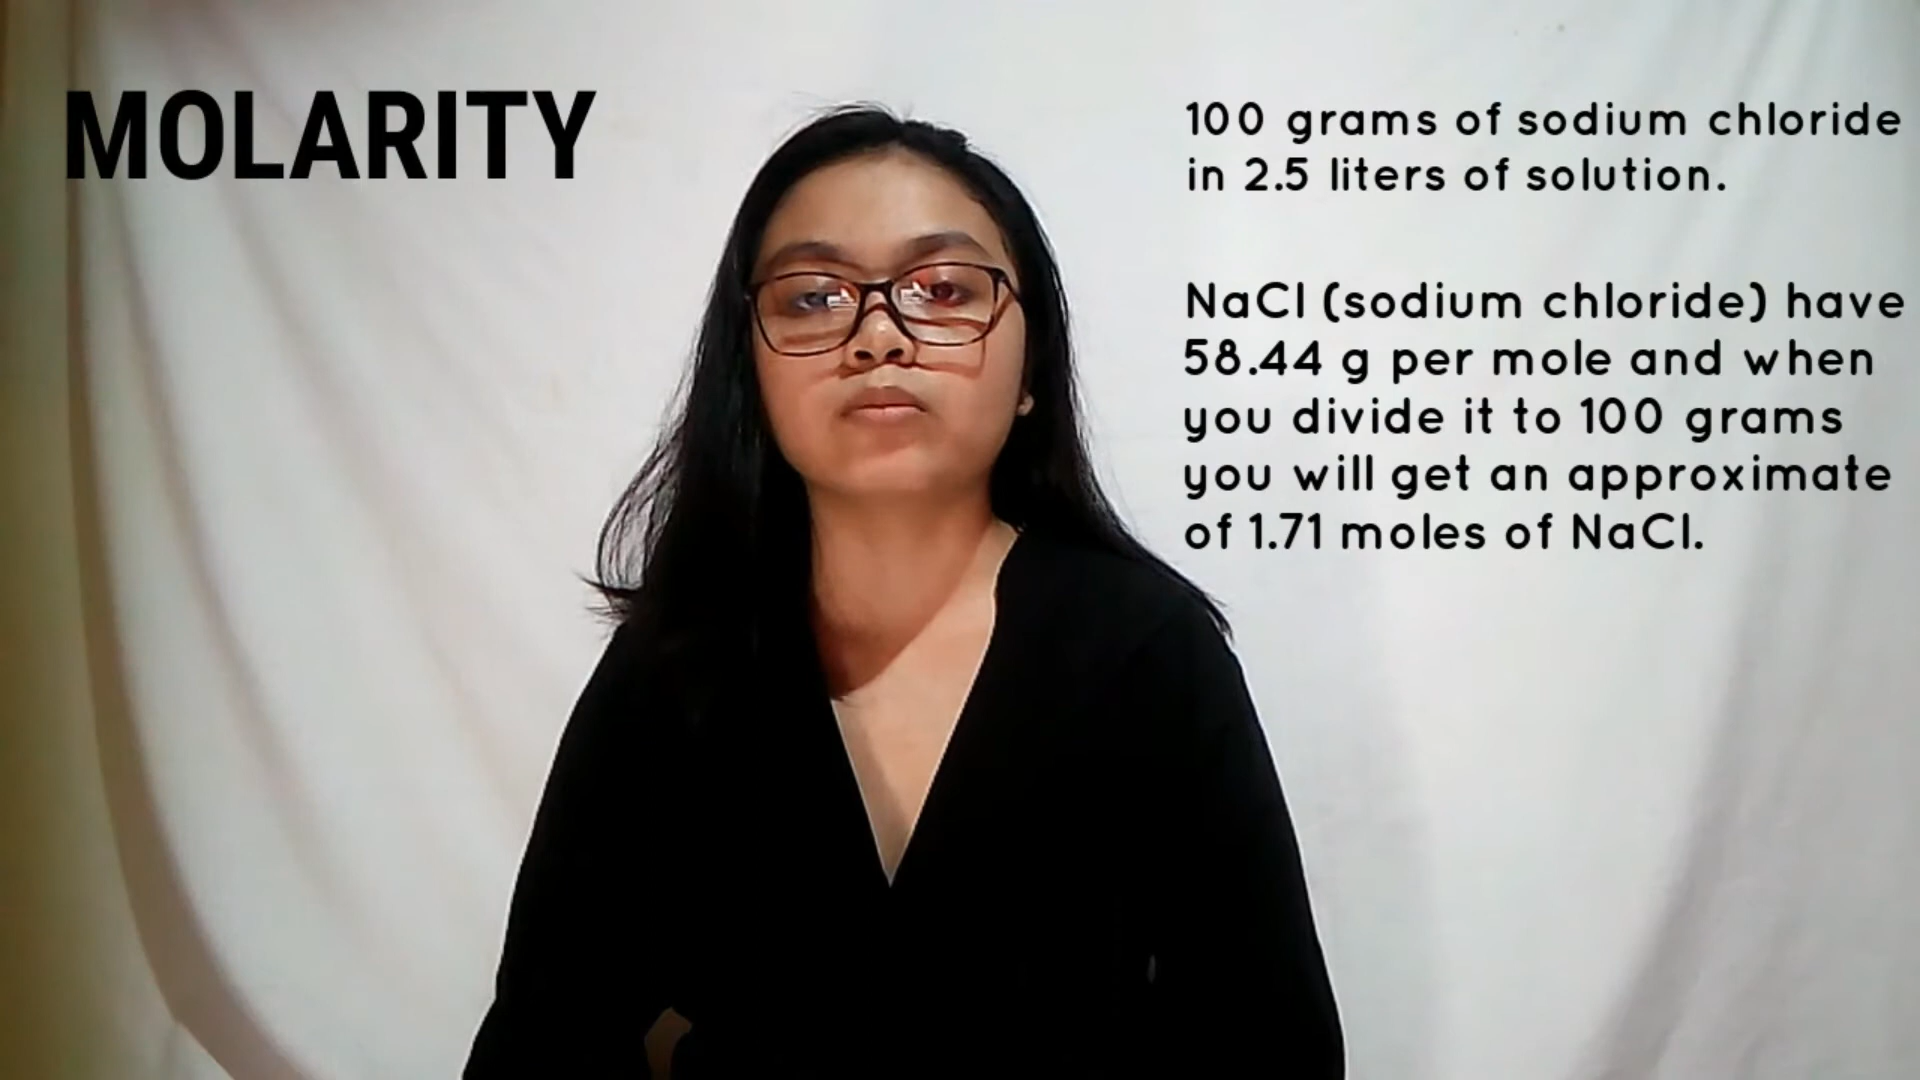 MOLARITY
100 grams of sodium chloride
in 2.5 liters of solution.
NaCl (sodium chloride) have
58.44 g per mole and when
you divide it to 100 grams
you will get an approximate
of 1.71 moles of NaCl.